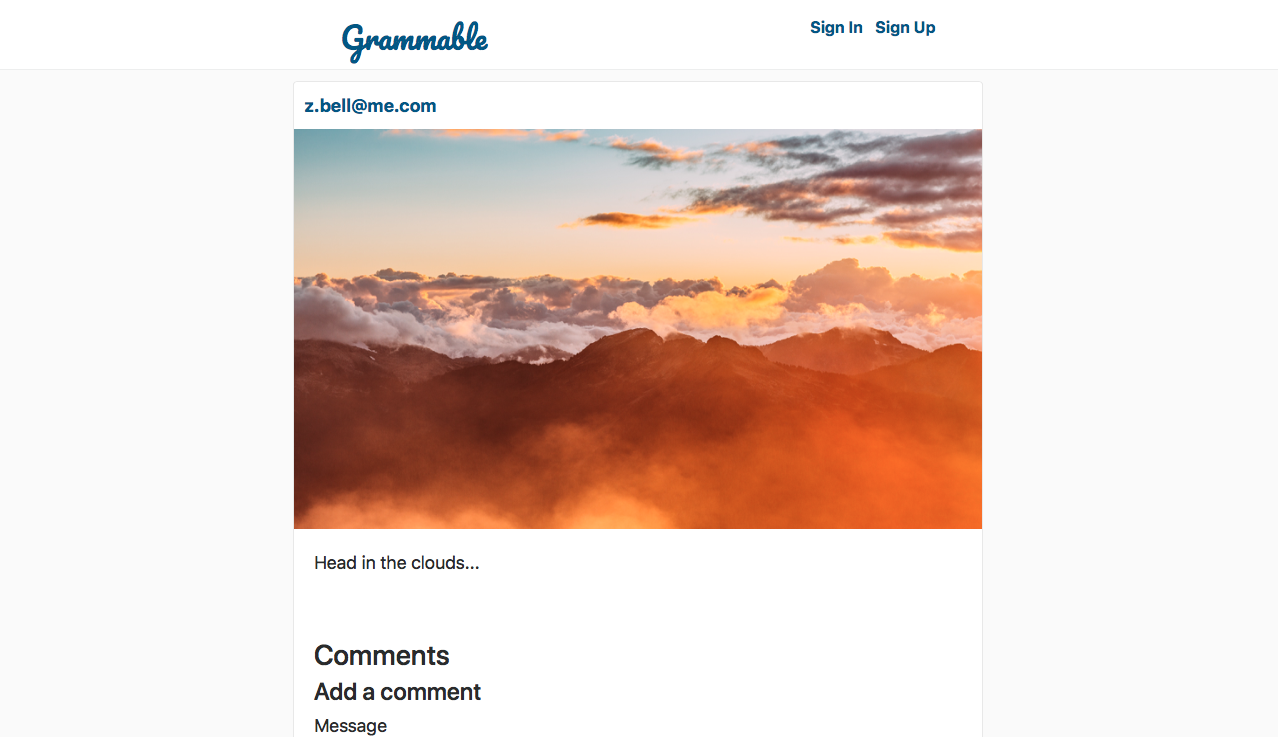 Grammable
Sign In Sign Up
z.bell@me.com
Head in the clouds...
Comments
Add a comment
Message